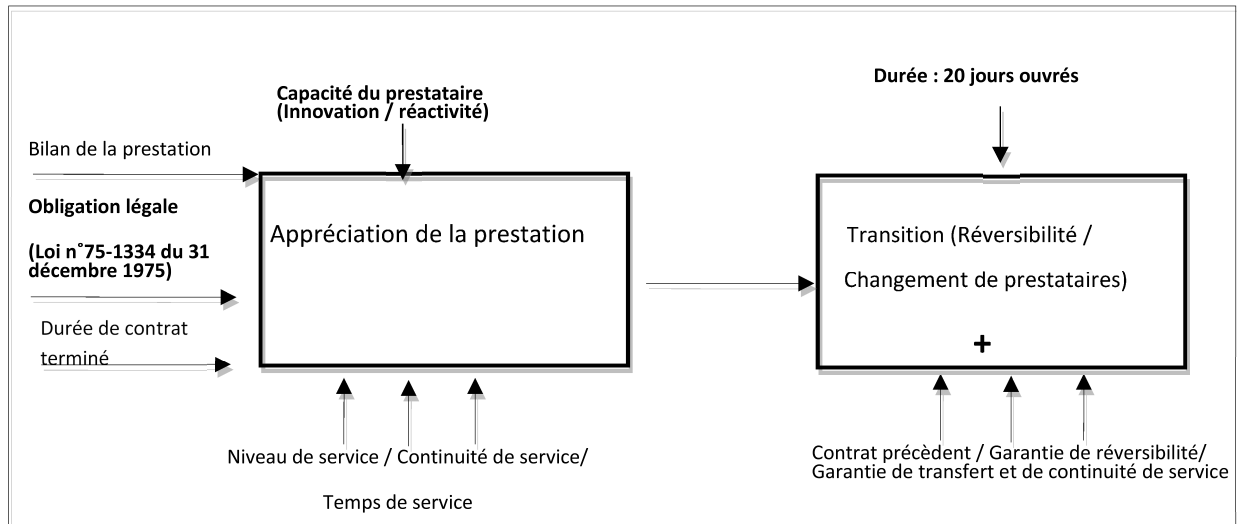 Durée : 20 jours ouvrés
Capacité du prestataire
(Innovation / réactivité)
Bilan de la prestation
Obligation légale
(Loi n˚75-1334 du 31
décembre 1975)
Durée de contrat
terminé
Appréciation de la prestation
Transition (Réversibilité /
Changement de prestataires)
+
Niveau de service / Continuité de service/
Temps de service
Contrat précèdent / Garantie de réversibilité/
Garantie de transfert et de continuité de service